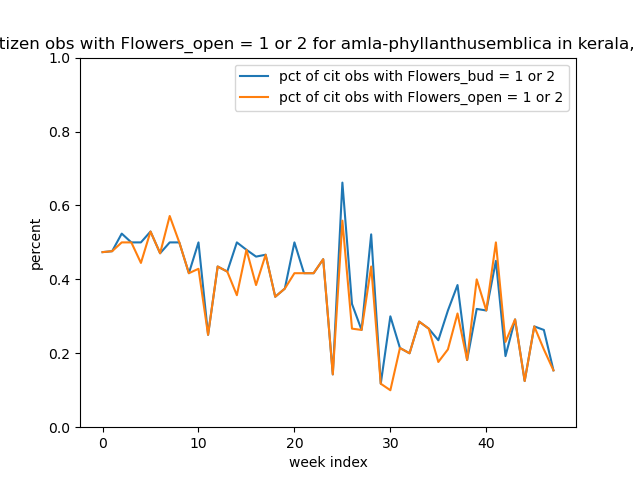 tizen obs with Flowers_open = 1 or 2 for amla-phyllanthusemblica in kerala,
1.0
pct of cit obs with Flowers_bud = 1 or 2
pct of cit obs with Flowers_open = 1 or 2
0.8
0.6
percent
0.4
0.2
0.0
0 10 20 30 40
week index